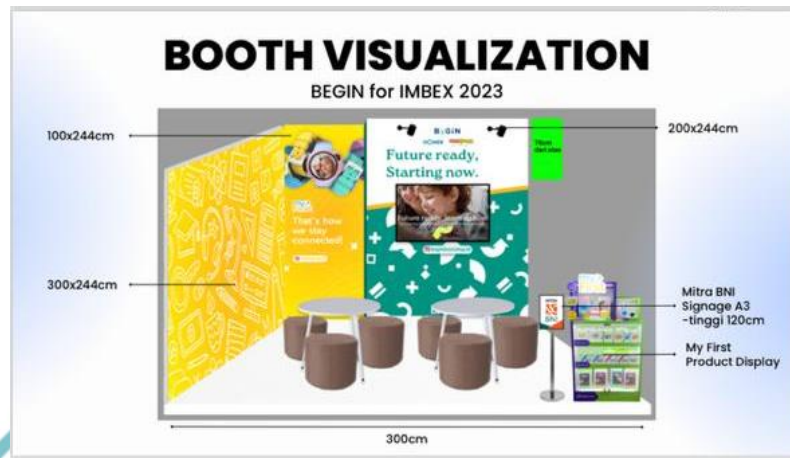 BOOTH VISUALIZATION
BEGIN for IMBEX 2023
100x244cm
200x244cm
BEGiN
Future ready,
Starting now.
That's how
we stay
connected!
300x244cm
Mitra BNI
Signage A3
-tinggi 120cm
BNI
My First
Product Display
300cm